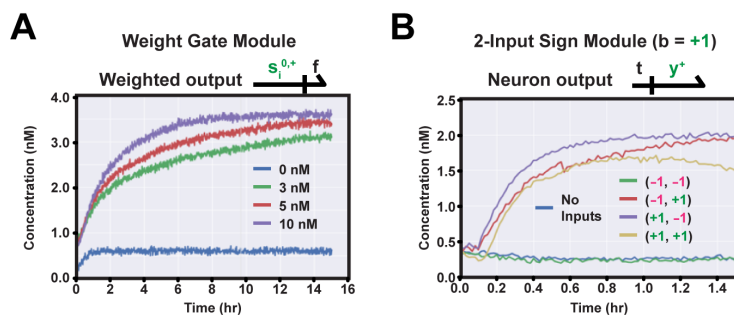 A
Weight Gate Module
Weighted output
s_i^{0,+} f
Concentration (nM)
4.0
3.0
2.0
1.0
0.0
0 nM
3 nM
5 nM
10 nM
0 2 4 6 8 10 12 14 16
Time (hr)
B
2-Input Sign Module (b = +1)
Neuron output
t y⁺
Concentration (nM)
2.5
2.0
1.5
1.0
0.5
0.0
No
Inputs
(-1, -1)
(-1, +1)
(+1, -1)
(+1, +1)
0.0 0.2 0.4 0.6 0.8 1.0 1.2 1.4
Time (hr)